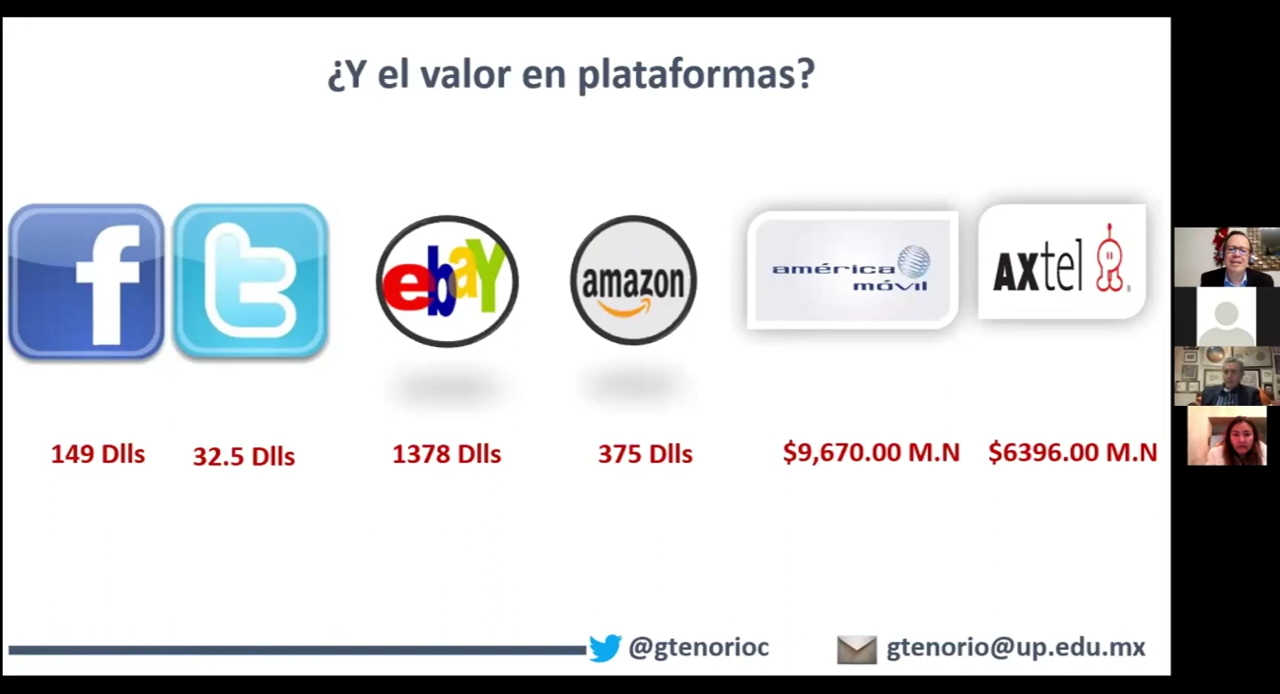 ¿Y el valor en plataformas?
f
t
ebay
amazon
américa
móvil
AXtel
149 Dlls
32.5 Dlls
1378 Dlls
375 Dlls
$9,670.00 M.N
$6396.00 M.N
@gtenorioc
gtenorio@up.edu.mx